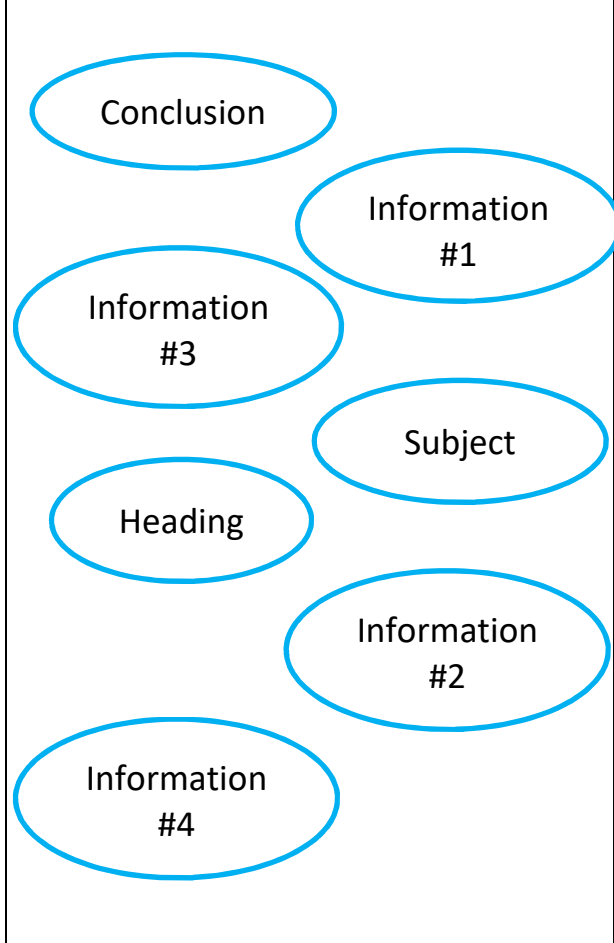 Conclusion
Information
#1
Information
#3
Subject
Heading
Information
#2
Information
#4